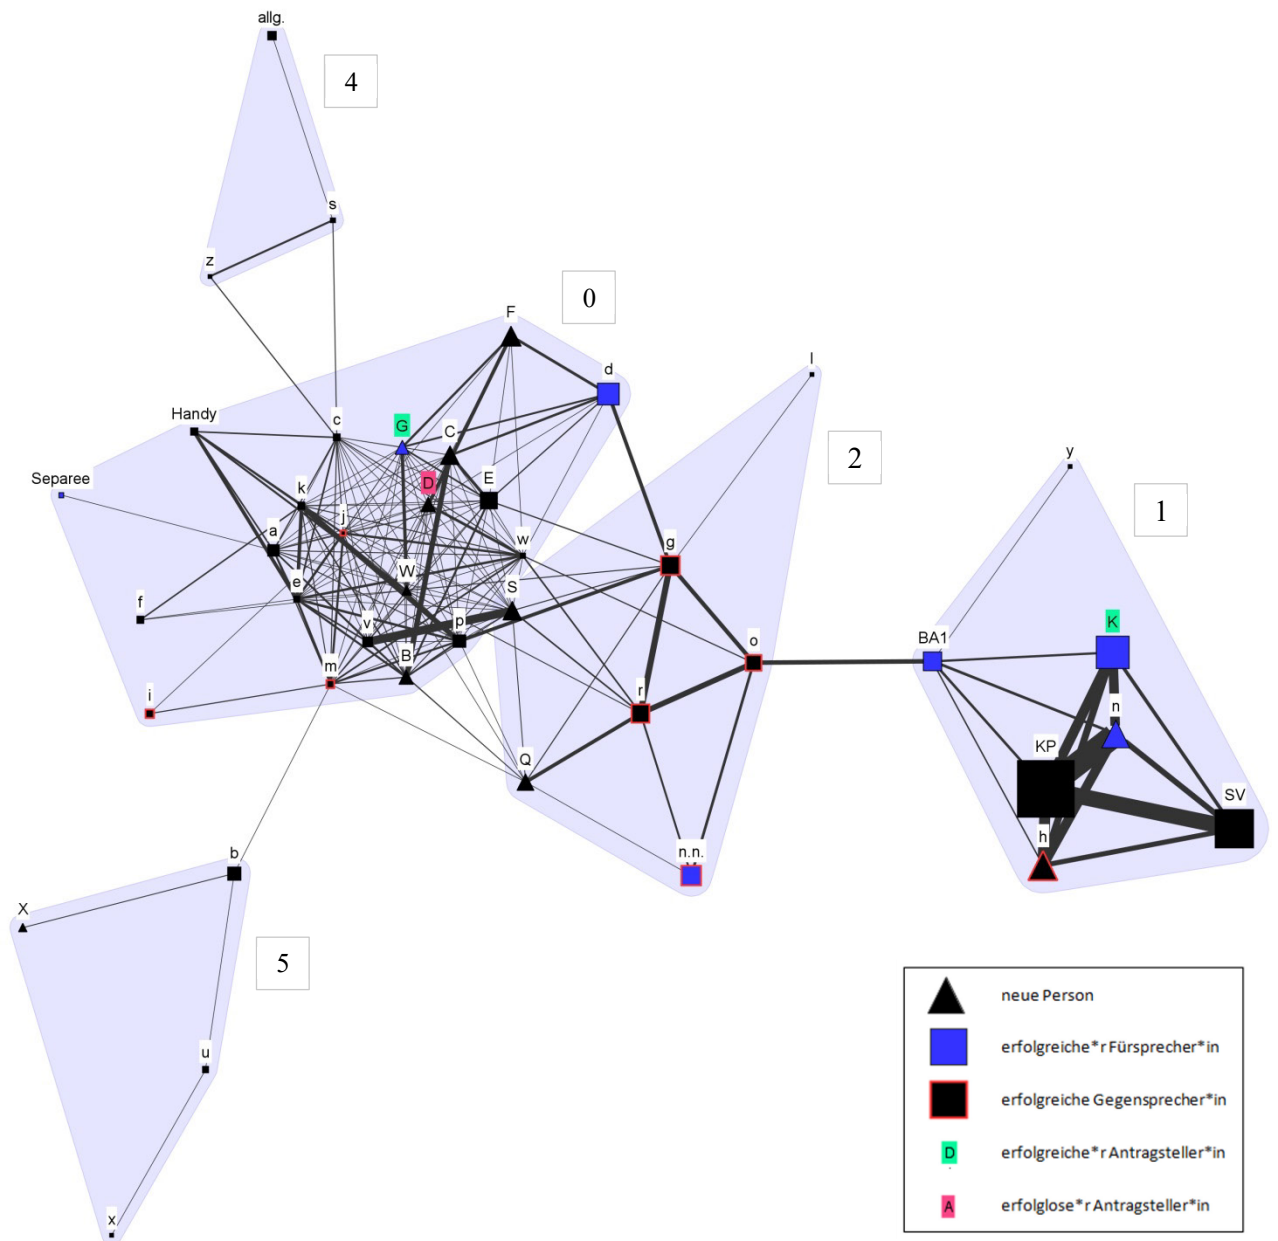 allg.
4
s
z
0
F
d
l
Handy
c
G
C
2
Separee
D
E
y
1
k
j
a
w
g
e
W
S
K
f
v
p
o
BA1
n
m
B
r
KP
i
Q
SV
h
n.n.
b
X
5
u
x
neue Person
erfolgreiche*r Fürsprecher*in
erfolgreiche Gegensprecher*in
D erfolgreiche*r Antragsteller*in
A erfolglose*r Antragsteller*in